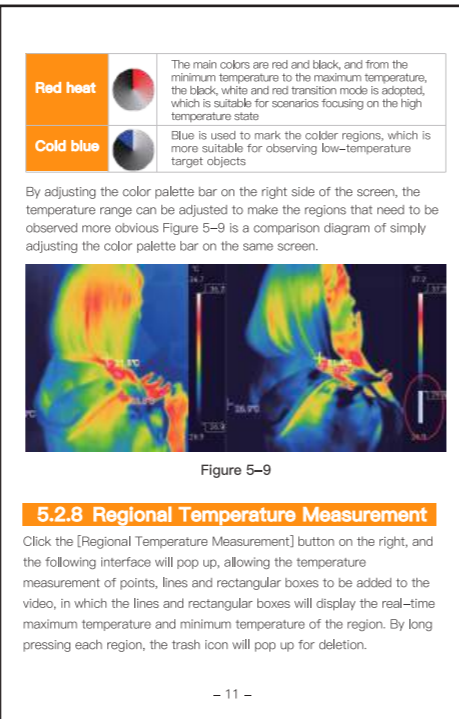 Red heat
The main colors are red and black, and from the
minimum temperature to the maximum temperature,
the black, white and red transition mode is adopted,
which is suitable for scenarios focusing on the high
temperature state
Cold blue
Blue is used to mark the colder regions, which is
more suitable for observing low–temperature
target objects
By adjusting the color palette bar on the right side of the screen, the
temperature range can be adjusted to make the regions that need to be
observed more obvious Figure 5–9 is a comparison diagram of simply
adjusting the color palette bar on the same screen.
Figure 5–9
5.2.8 Regional Temperature Measurement
Click the [Regional Temperature Measurement] button on the right, and
the following interface will pop up, allowing the temperature
measurement of points, lines and rectangular boxes to be added to the
video, in which the lines and rectangular boxes will display the real–time
maximum temperature and minimum temperature of the region. By long
pressing each region, the trash icon will pop up for deletion.
– 11 –